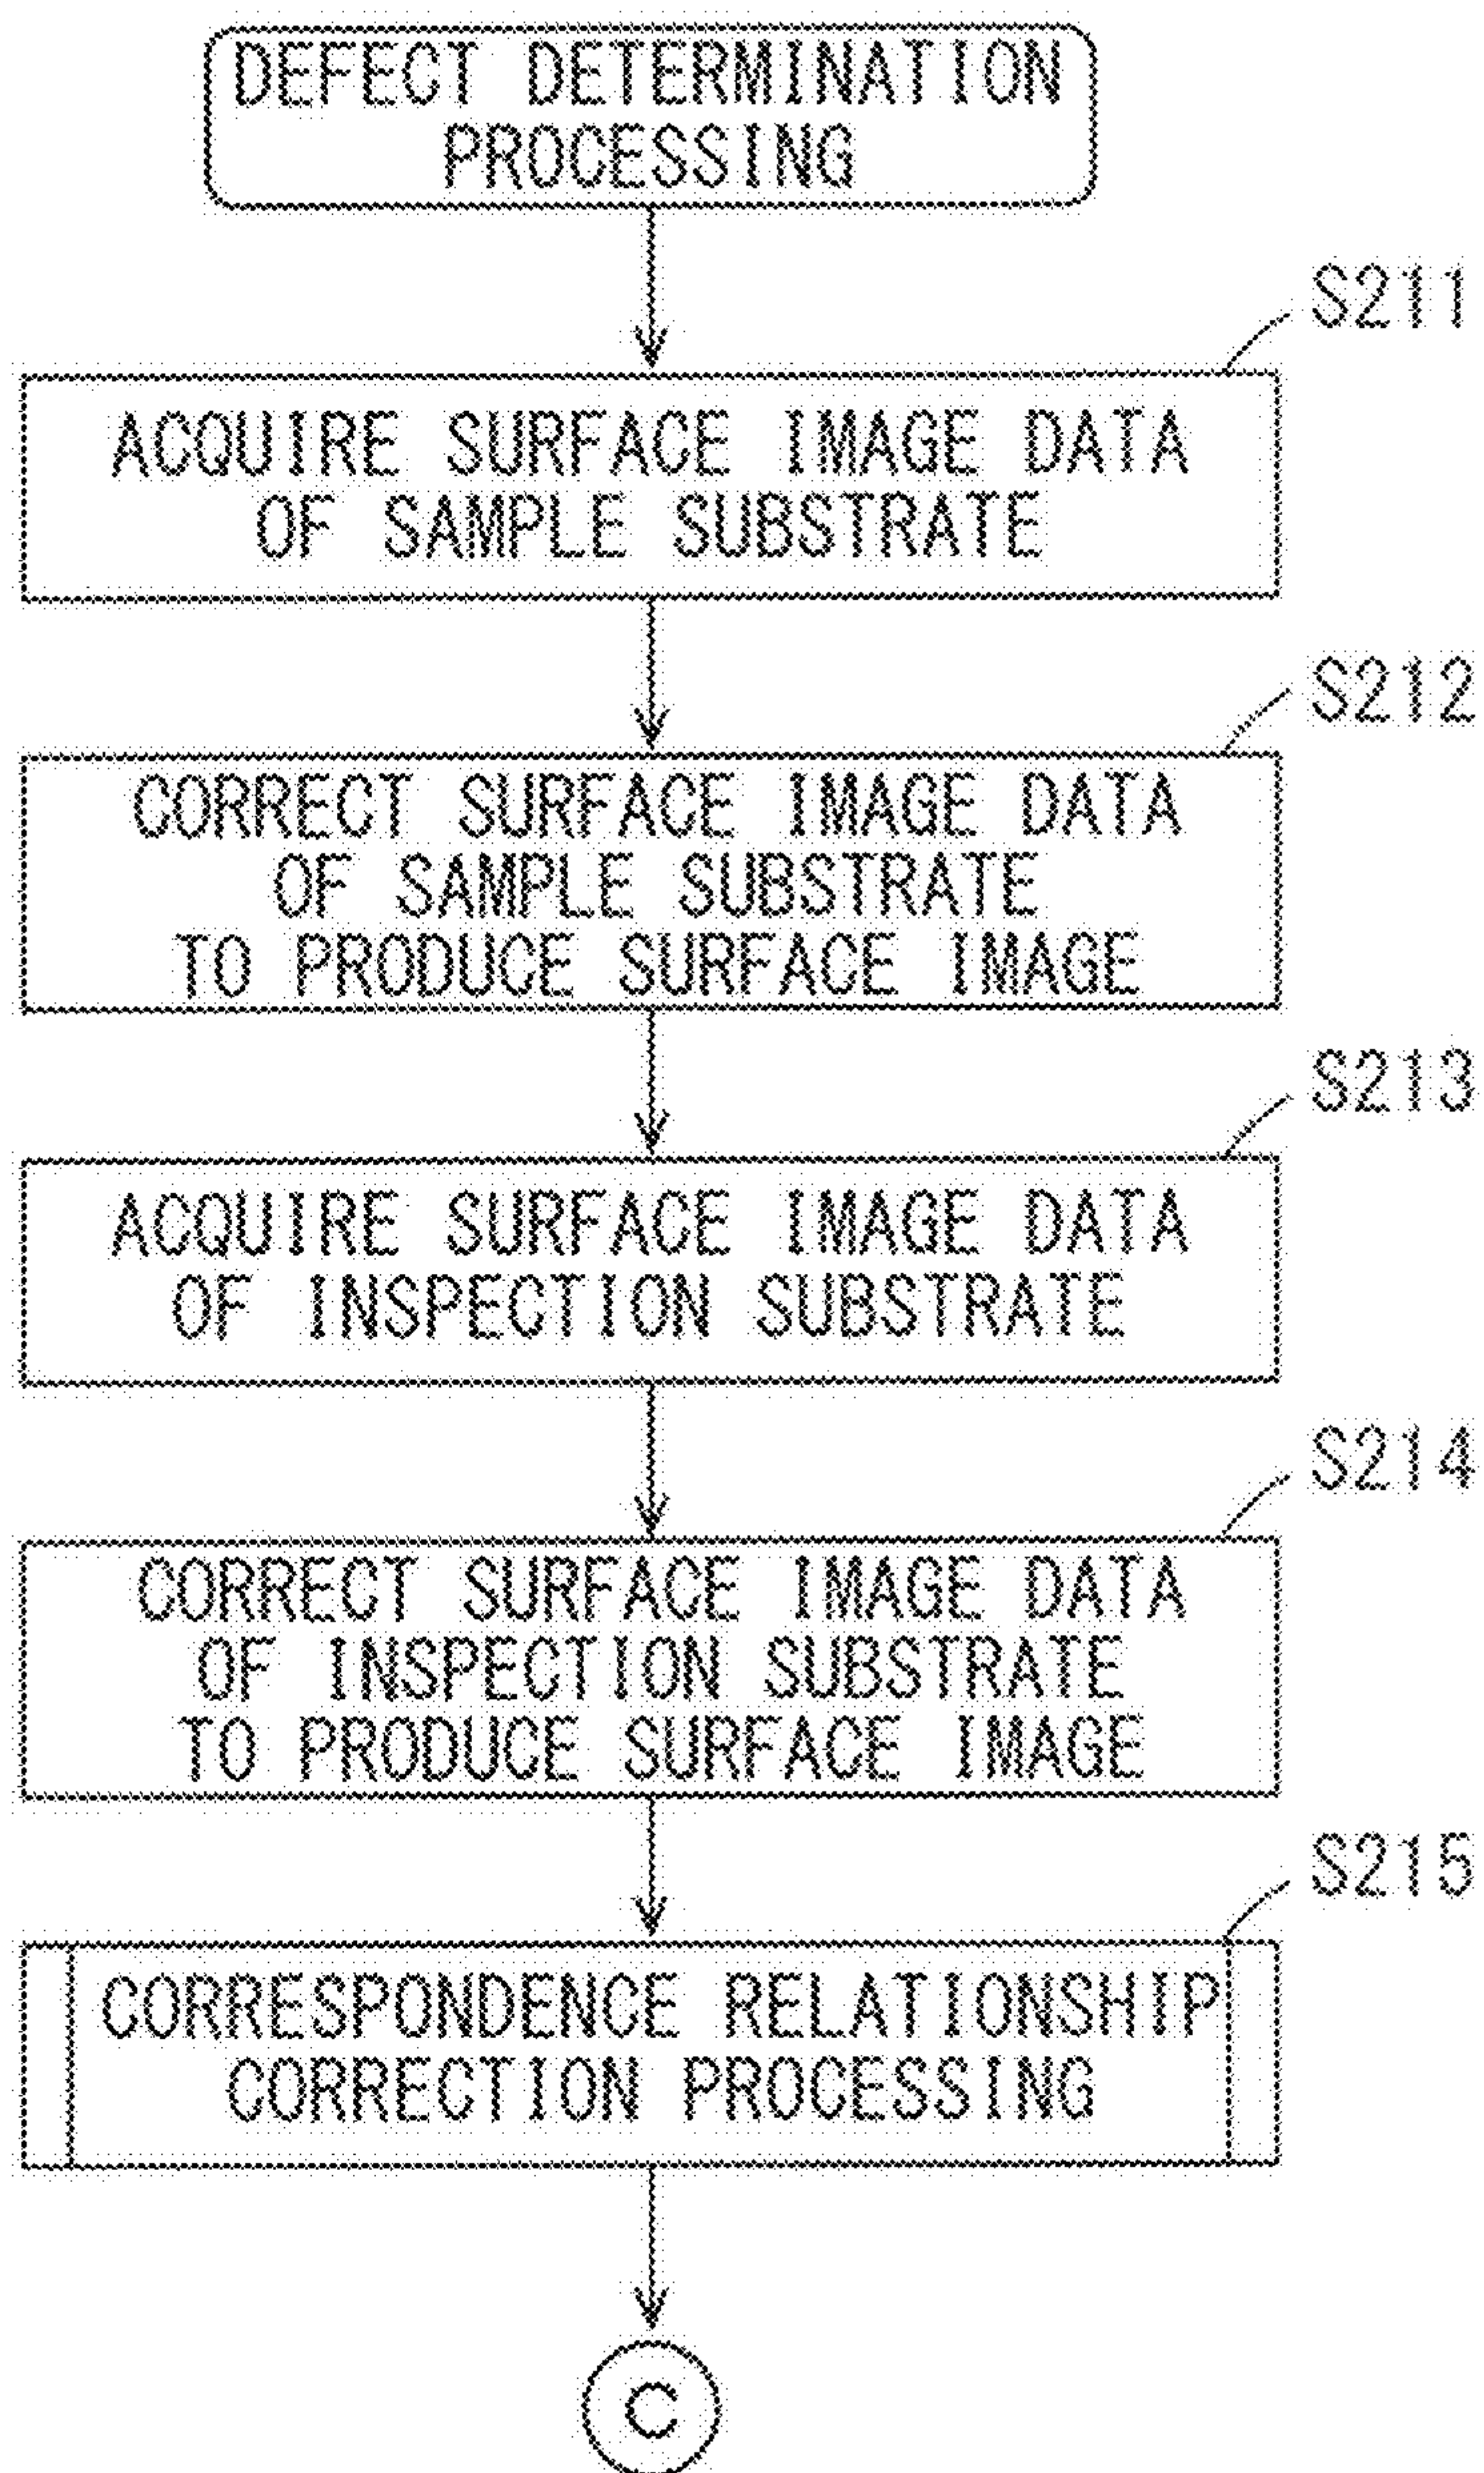 DEFECT DETERMINATION
PROCESSING
S211
ACQUIRE SURFACE IMAGE DATA
OF SAMPLE SUBSTRATE
S212
CORRECT SURFACE IMAGE DATA
OF SAMPLE SUBSTRATE
TO PRODUCE SURFACE IMAGE
S213
ACQUIRE SURFACE IMAGE DATA
OF INSPECTION SUBSTRATE
S214
CORRECT SURFACE IMAGE DATA
OF INSPECTION SUBSTRATE
TO PRODUCE SURFACE IMAGE
S215
CORRESPONDENCE RELATIONSHIP
CORRECTION PROCESSING
C